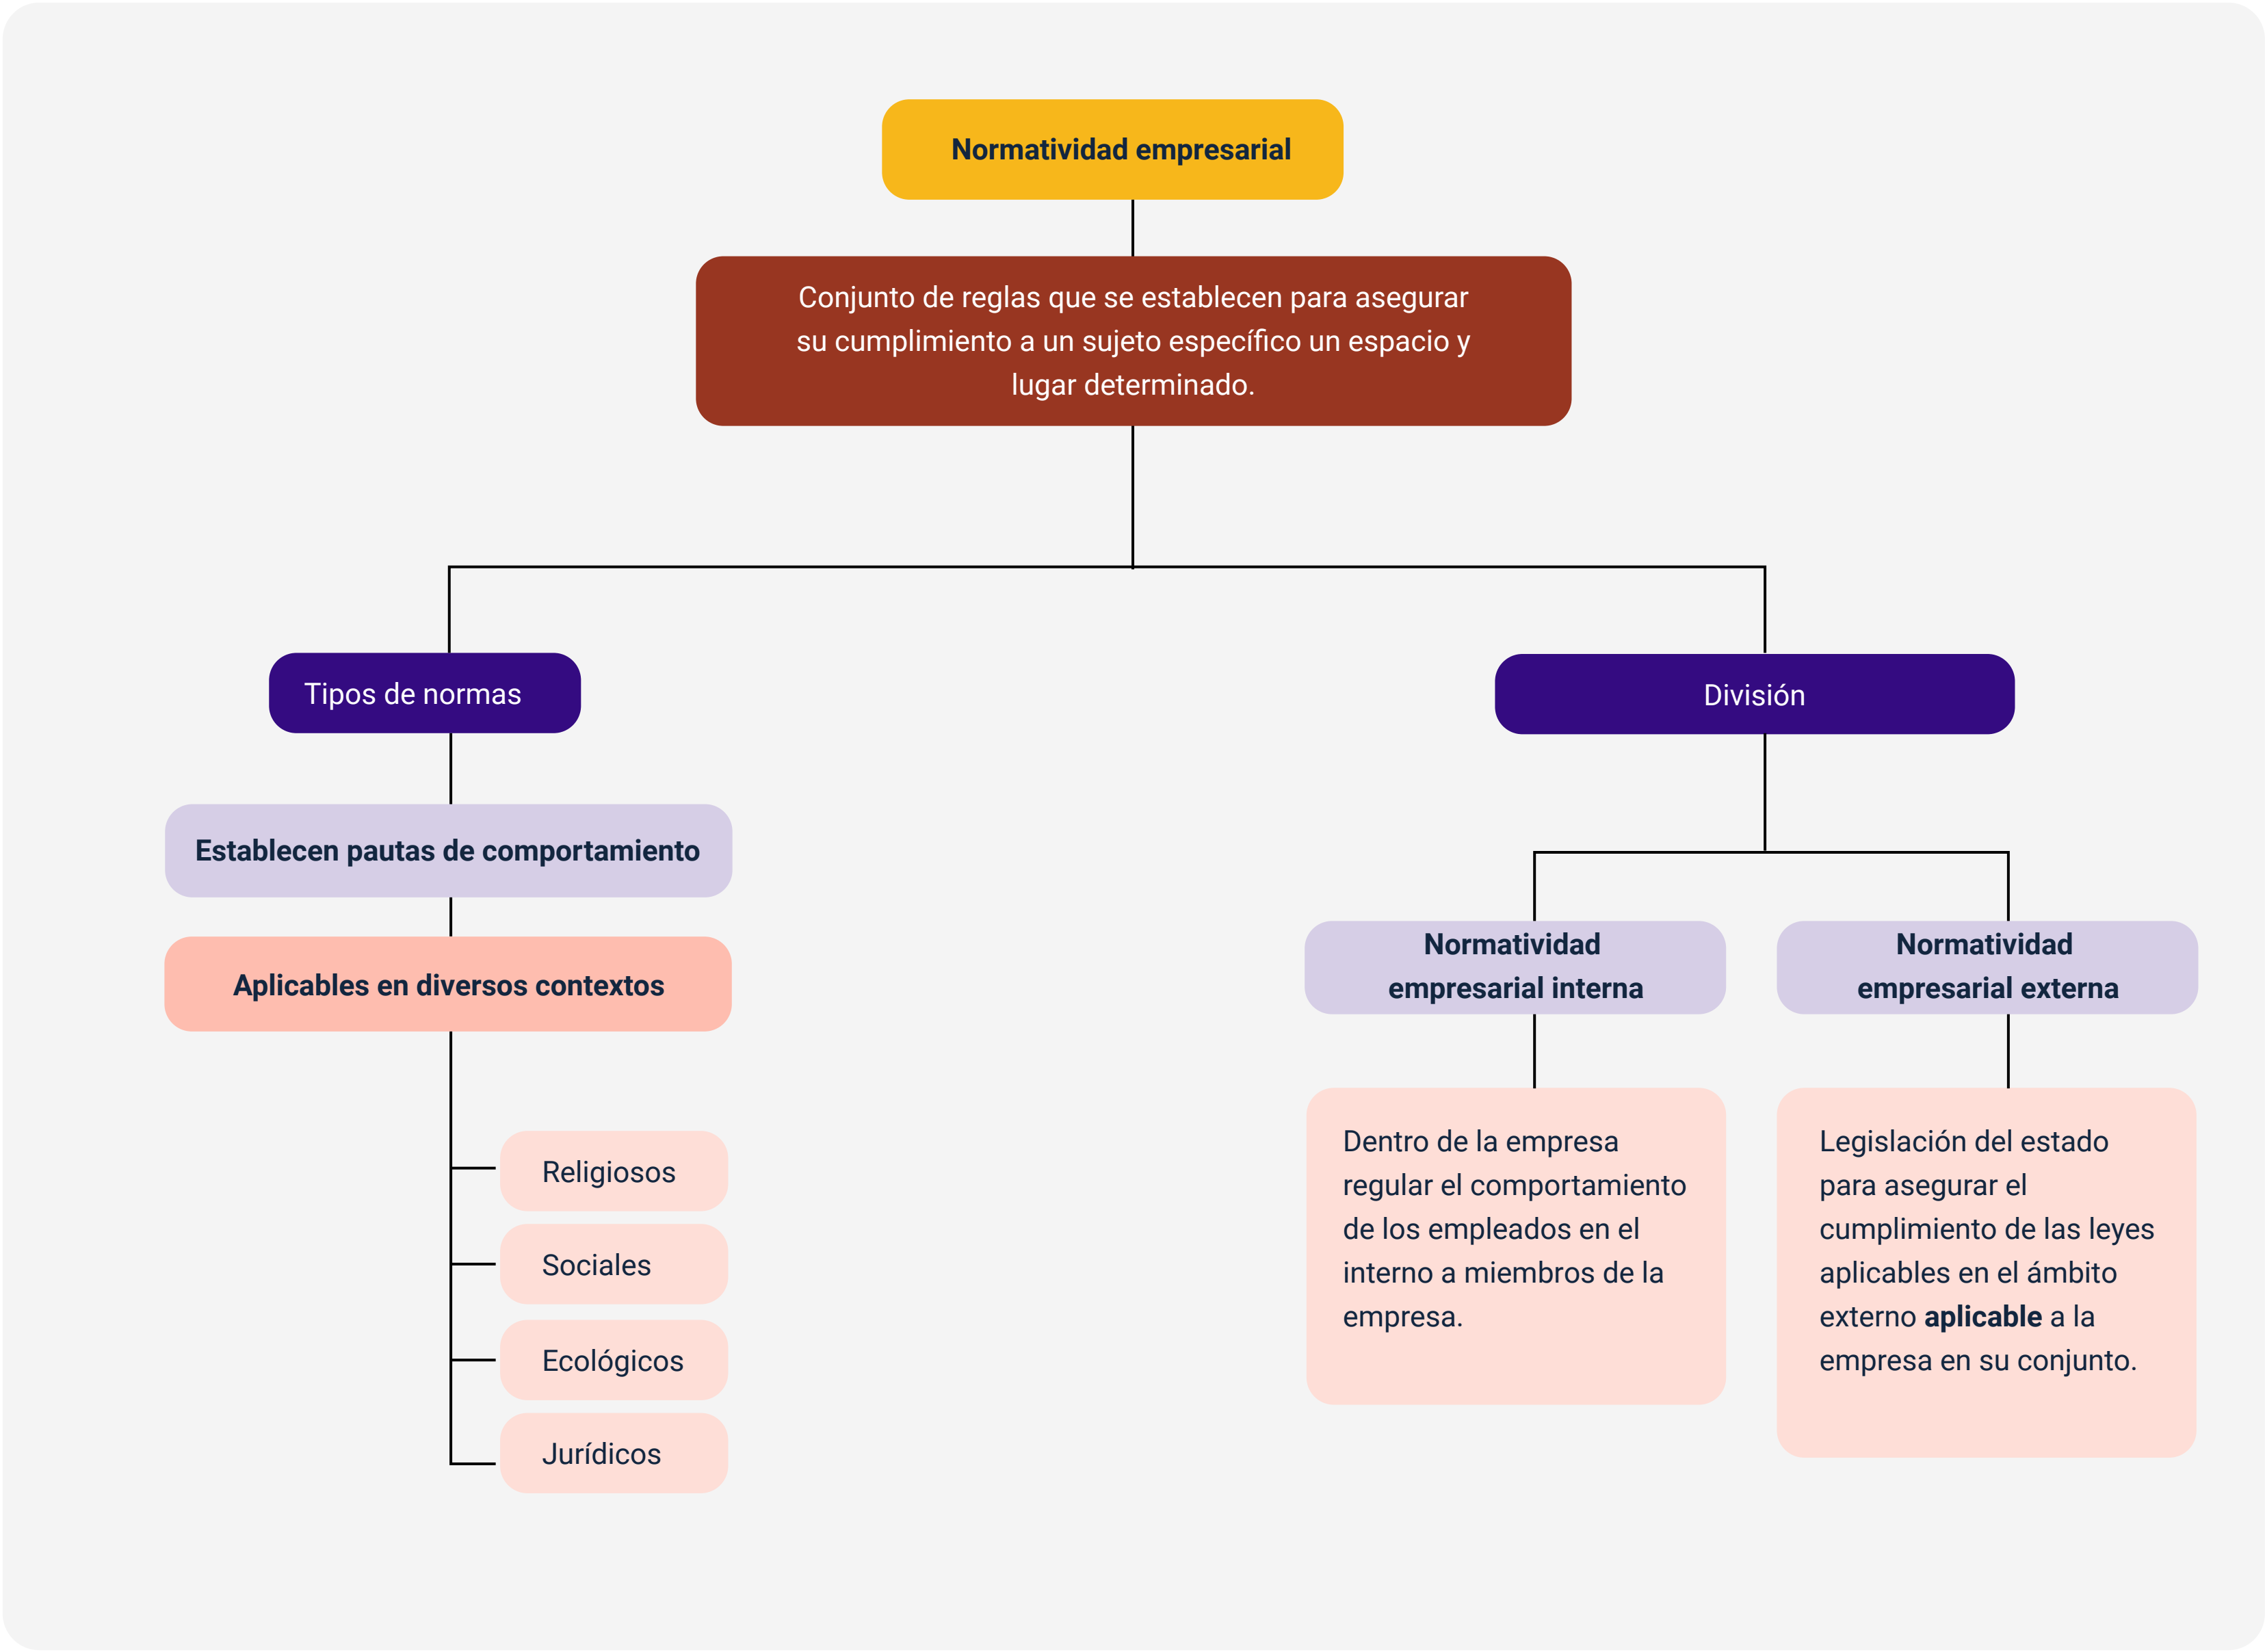 Normatividad empresarial
Conjunto de reglas que se establecen para asegurar
su cumplimiento a un sujeto específico un espacio y
lugar determinado.
Tipos de normas
Establecen pautas de comportamiento
Aplicables en diversos contextos
Religiosos
Sociales
Ecológicos
Jurídicos
División
Normatividad
empresarial interna
Dentro de la empresa
regular el comportamiento
de los empleados en el
interno a miembros de la
empresa.
Normatividad
empresarial externa
Legislación del estado
para asegurar el
cumplimiento de las leyes
aplicables en el ámbito
externo aplicable a la
empresa en su conjunto.